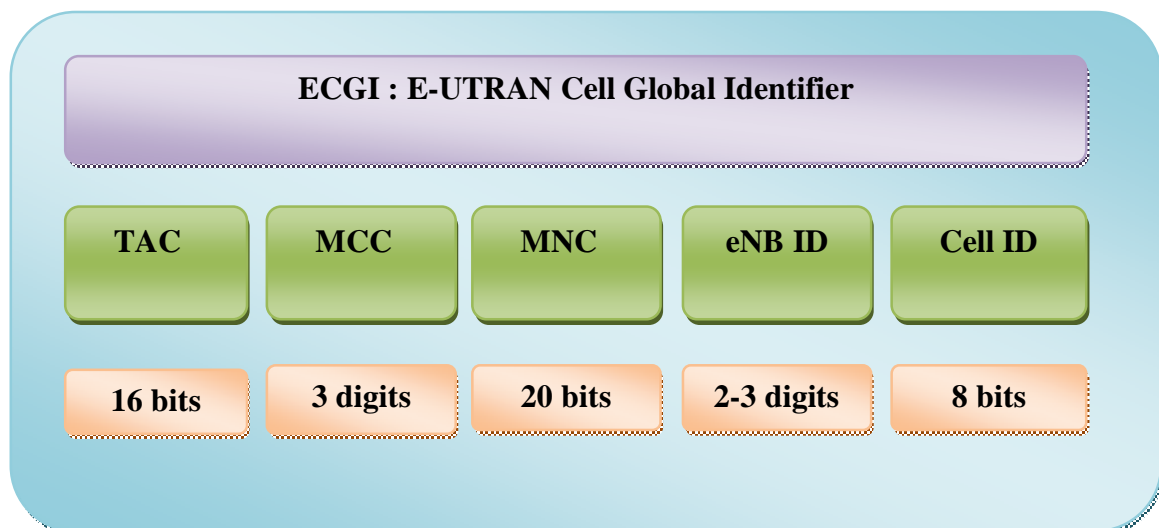 ECGI : E-UTRAN Cell Global Identifier
TAC MCC MNC eNB ID Cell ID
16 bits 3 digits 20 bits 2-3 digits 8 bits